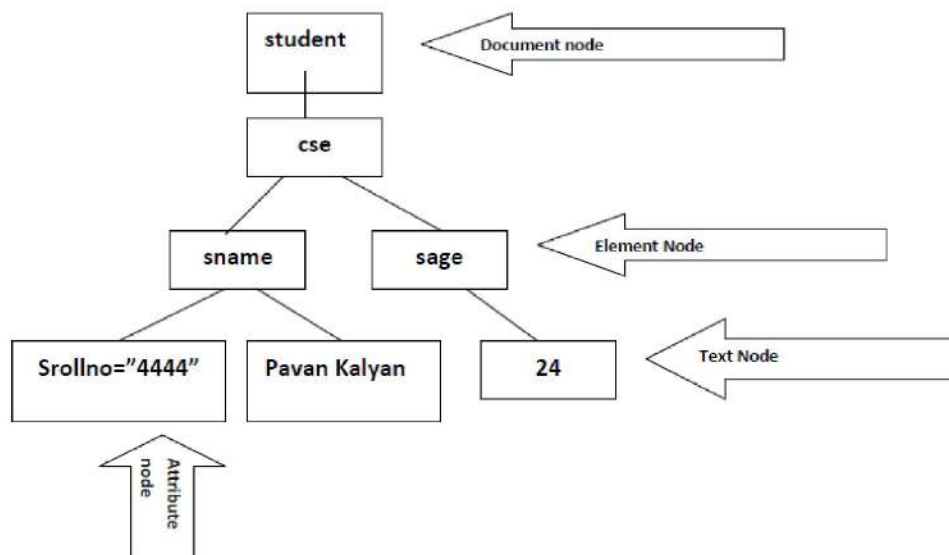 student
Document node
cse
sname
sage
Element Node
Srollno=”4444”
Pavan Kalyan
24
Text Node
Attribute
node